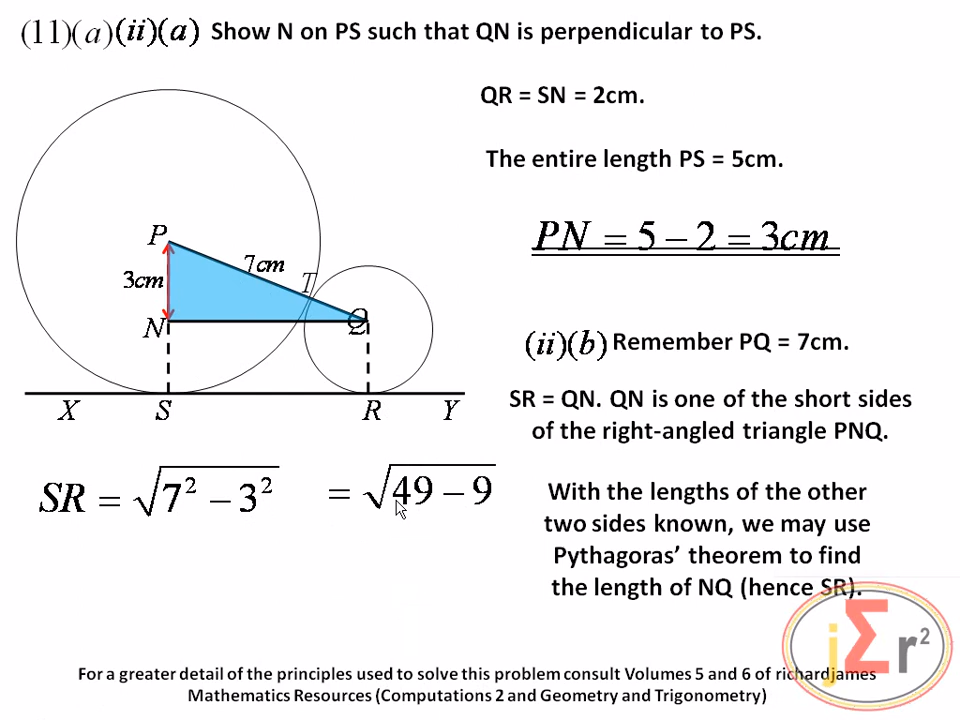 (11)(a)(ii)(a) Show N on PS such that QN is perpendicular to PS.
QR = SN = 2cm.
The entire length PS = 5cm.
PN = 5 − 2 = 3cm
P
3cm
7cm
T
N
Q
X S R Y
(ii)(b) Remember PQ = 7cm.
SR = QN. QN is one of the short sides
of the right-angled triangle PNQ.
SR = √7² − 3² = √49 − 9
With the lengths of the other
two sides known, we may use
Pythagoras’ theorem to find
the length of NQ (hence SR).
jΣr²
For a greater detail of the principles used to solve this problem consult Volumes 5 and 6 of richardjames
Mathematics Resources (Computations 2 and Geometry and Trigonometry)